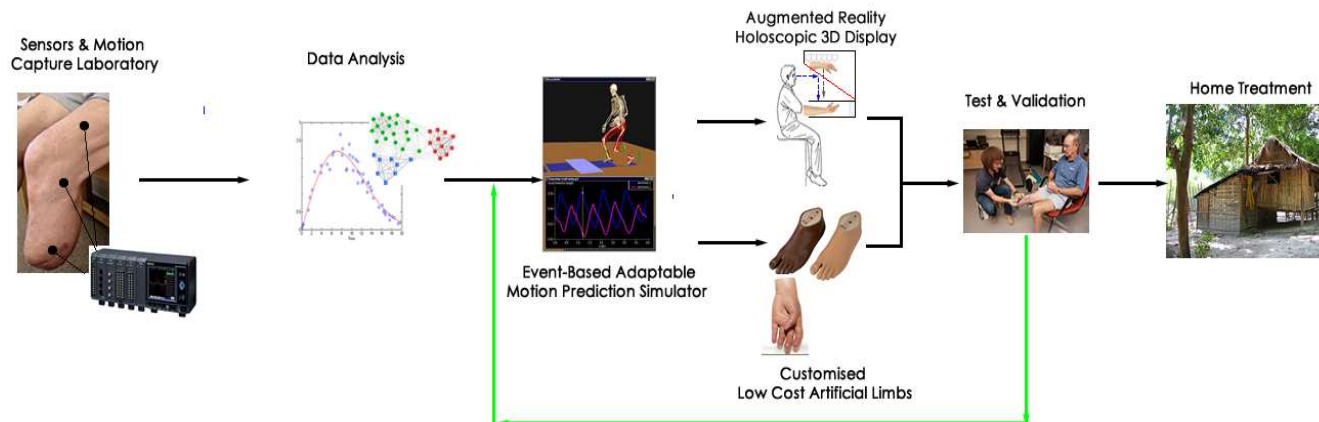 Sensors & Motion
Capture Laboratory
Data Analysis
Event-Based Adaptable
Motion Prediction Simulator
Augmented Reality
Holoscopic 3D Display
Customised
Low Cost Artificial Limbs
Test & Validation
Home Treatment